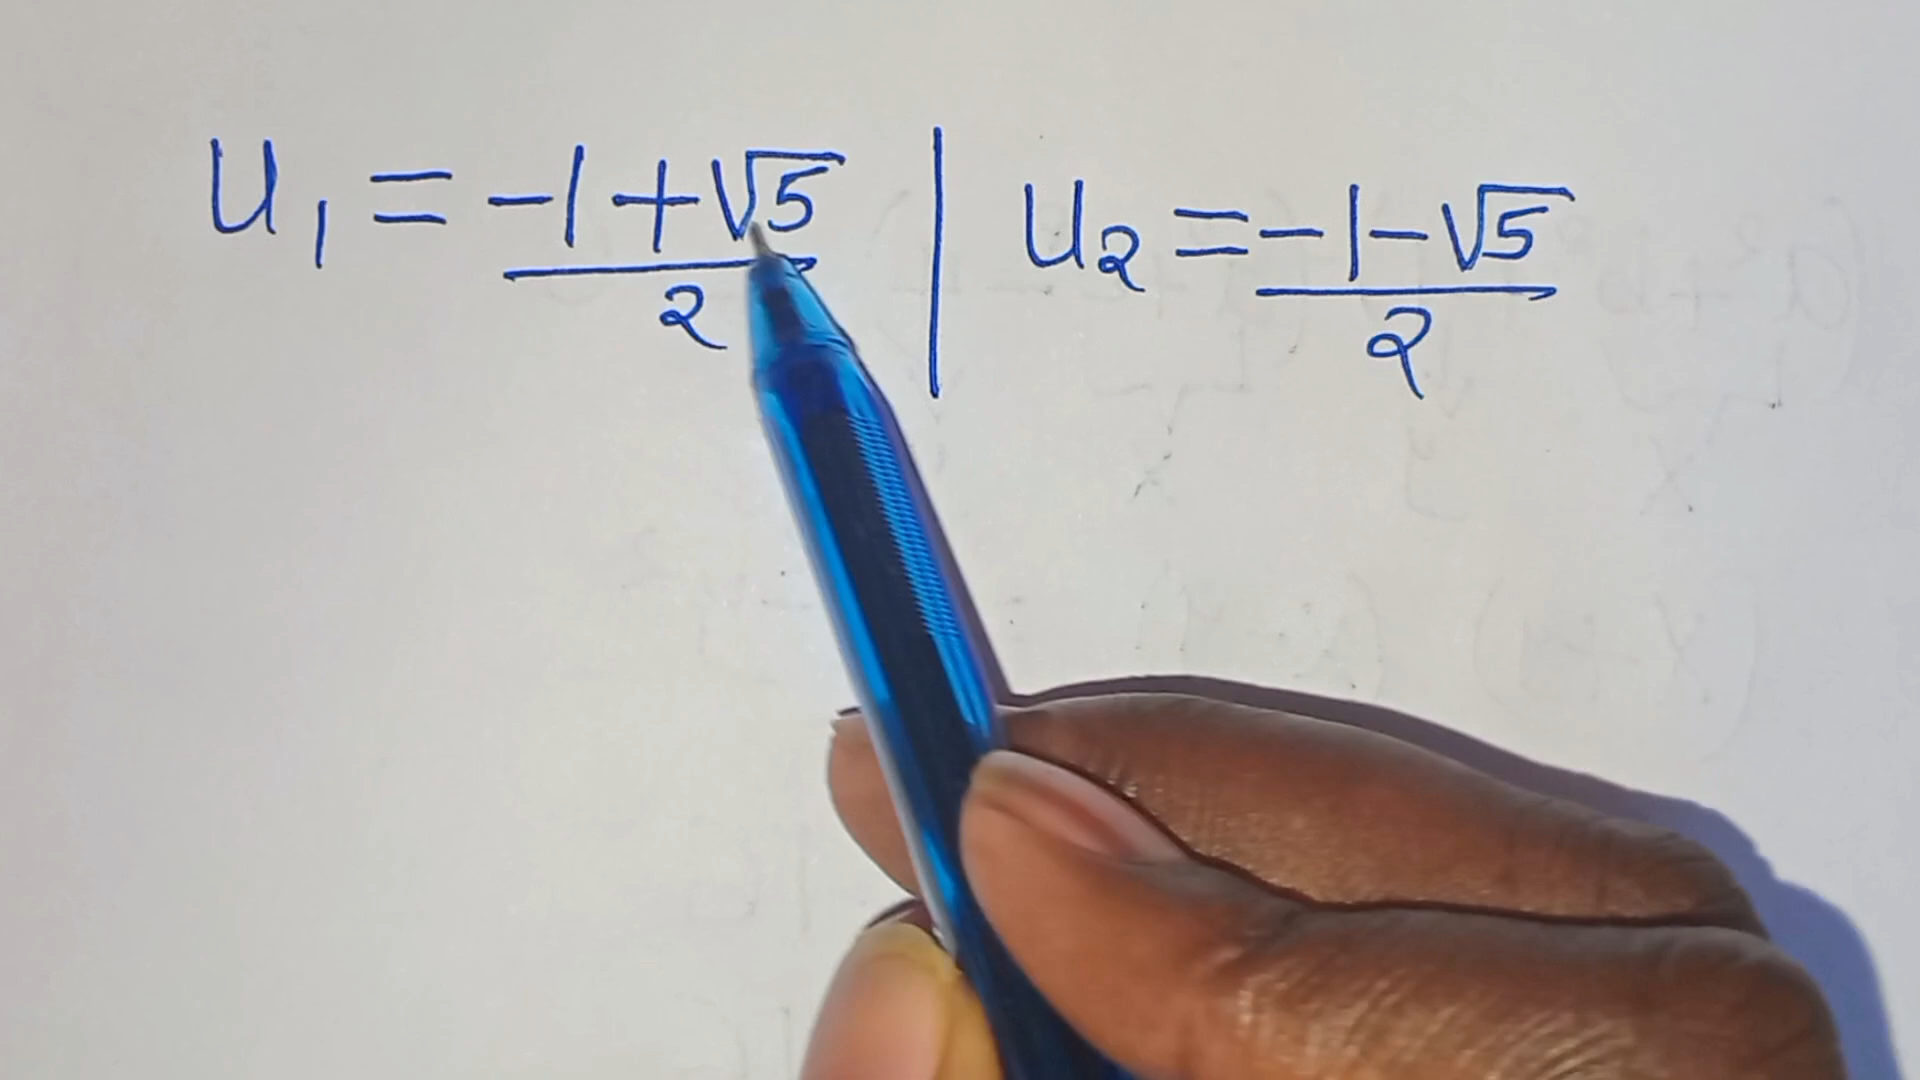 U₁ = (-1+√5)/2 | U₂ = (-1-√5)/2